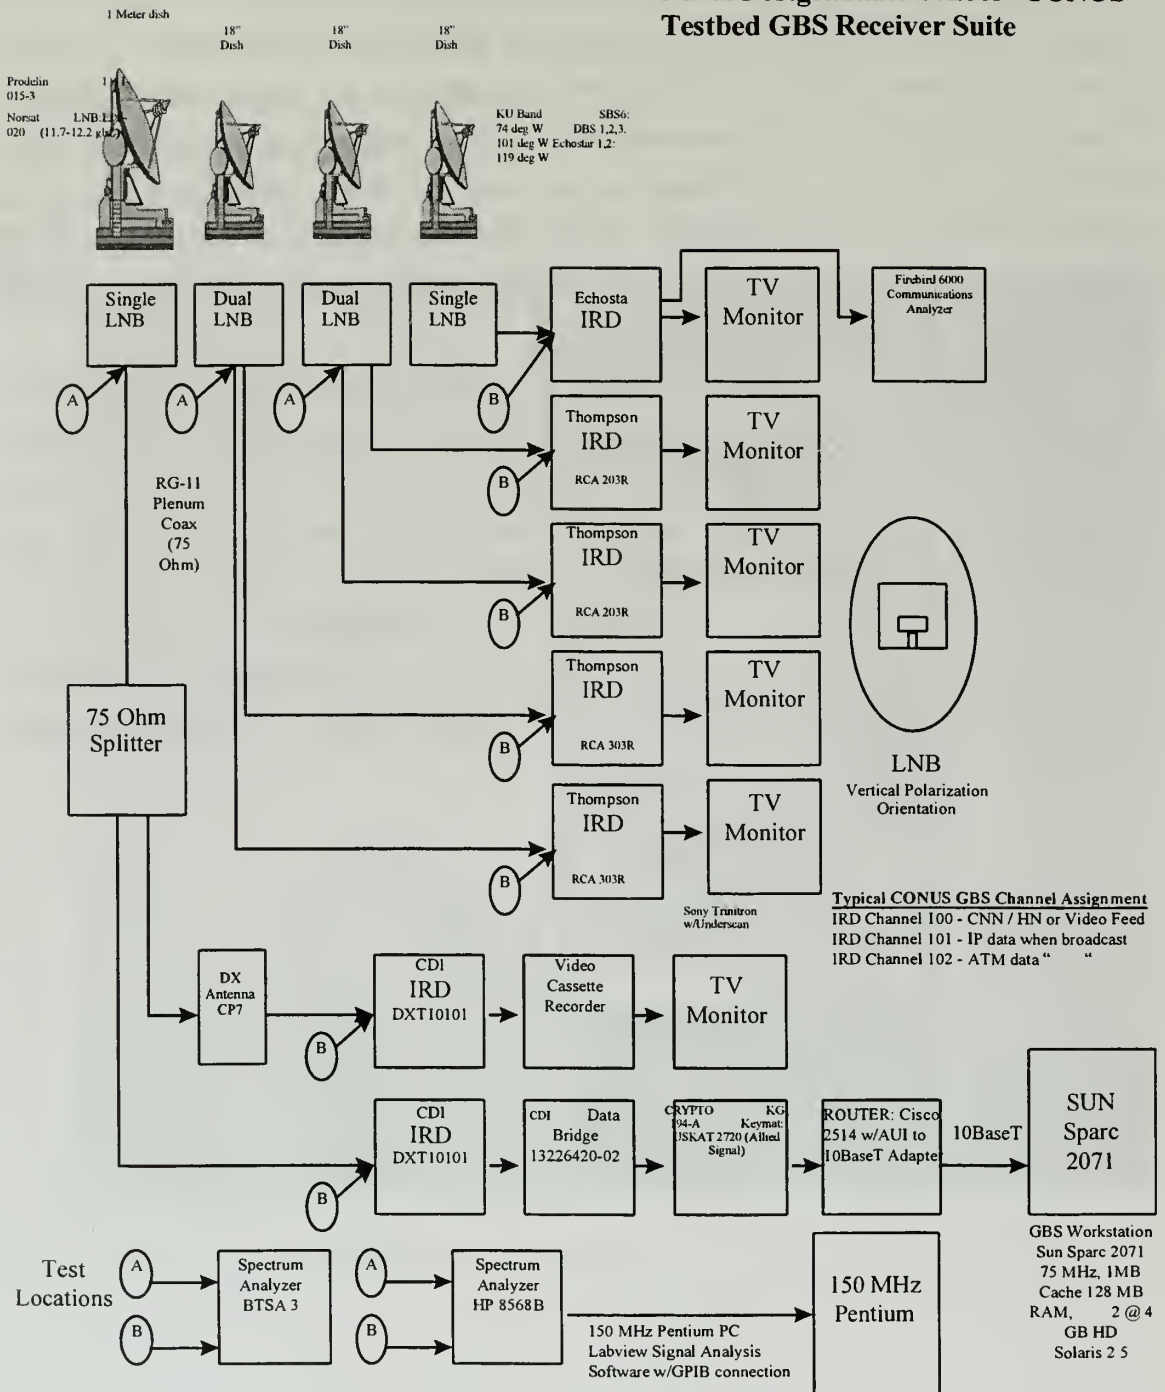 Testbed GBS Receiver Suite
1 Meter dish
18"
Dish
18"
Dish
18"
Dish
Prodelin
015-3
Norsat LNB:
020 (11.7-12.2
KU Band SBS6:
74 deg W DBS 1,2,3.
101 deg W Echostar 1,2:
119 deg W
Single
LNB
Dual
LNB
Dual
LNB
Single
LNB
Echosta
IRD
TV
Monitor
Firebird 6000
Communications
Analyzer
A
A
A
B
Thompson
IRD
RCA 203R
TV
Monitor
B
RG-11
Plenum
Coax
(75
Ohm)
Thompson
IRD
RCA 203R
TV
Monitor
B
Thompson
IRD
RCA 303R
TV
Monitor
B
75 Ohm
Splitter
LNB
Vertical Polarization
Orientation
Thompson
IRD
RCA 303R
TV
Monitor
B
Sony Trinitron
w/Underscan
Typical CONUS GBS Channel Assignment
IRD Channel 100 - CNN / HN or Video Feed
IRD Channel 101 - IP data when broadcast
IRD Channel 102 - ATM data “ “
DX
Antenna
CP7
B
CDI
IRD
DXT10101
Video
Cassette
Recorder
TV
Monitor
B
CDI
IRD
DXT10101
CDI Data
Bridge
13226420-02
CRYPTO KG
94-A Keymat:
USKAT 2720 (Allied
Signal)
ROUTER: Cisco
2514 w/AUI to
10BaseT Adapte
10BaseT
SUN
Sparc
2071
GBS Workstation
Sun Sparc 2071
75 MHz, 1MB
Cache 128 MB
RAM, 2 @ 4
GB HD
Solaris 2 5
Test
Locations
A
B
Spectrum
Analyzer
BTSA 3
A
B
Spectrum
Analyzer
HP 8568B
150 MHz Pentium PC
Labview Signal Analysis
Software w/GPIB connection
150 MHz
Pentium